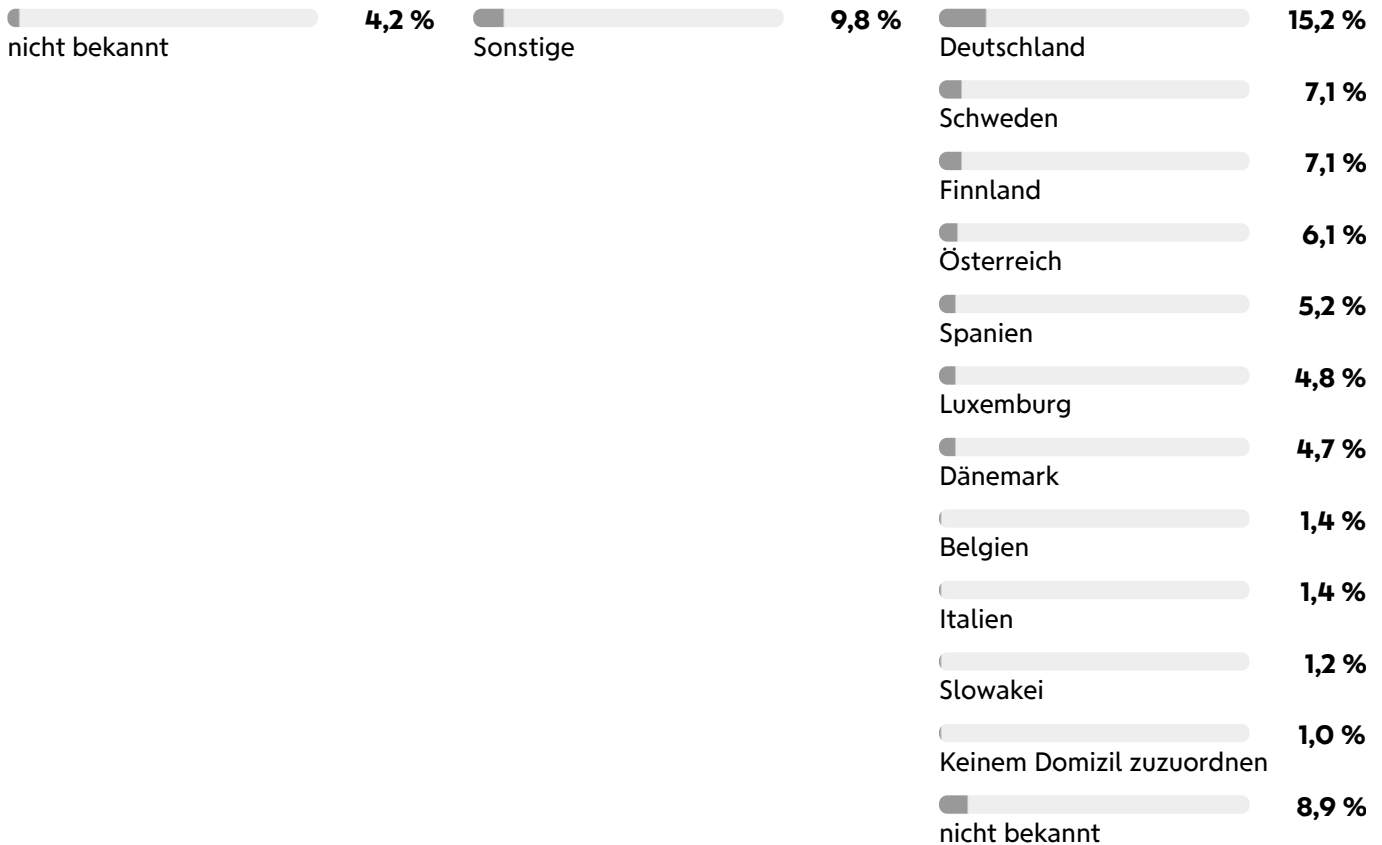 4,2 %
nicht bekannt
9,8 %
Sonstige
15,2 %
Deutschland
7,1 %
Schweden
7,1 %
Finnland
6,1 %
Österreich
5,2 %
Spanien
4,8 %
Luxemburg
4,7 %
Dänemark
1,4 %
Belgien
1,4 %
Italien
1,2 %
Slowakei
1,0 %
Keinem Domizil zuzuordnen
8,9 %
nicht bekannt